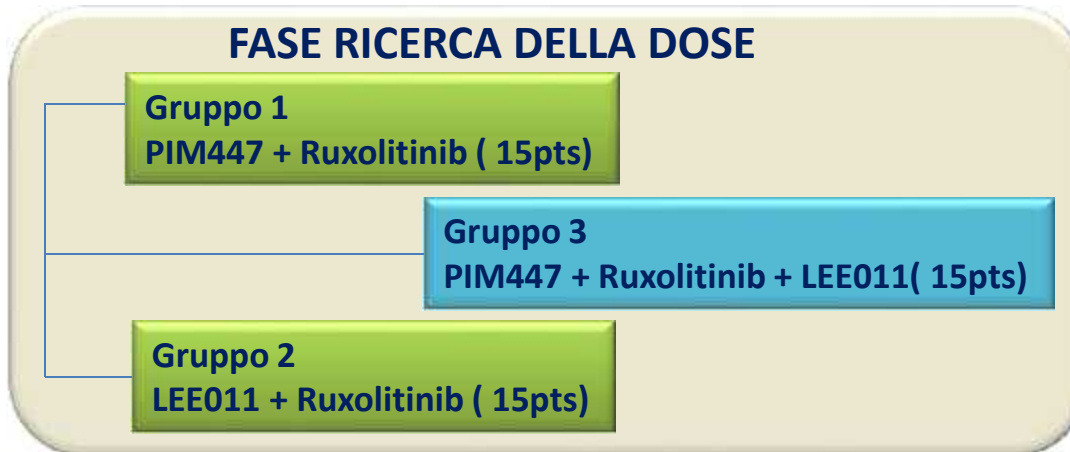 FASE RICERCA DELLA DOSE
Gruppo 1
PIM447 + Ruxolitinib ( 15pts)
Gruppo 3
PIM447 + Ruxolitinib + LEE011( 15pts)
Gruppo 2
LEE011 + Ruxolitinib ( 15pts)